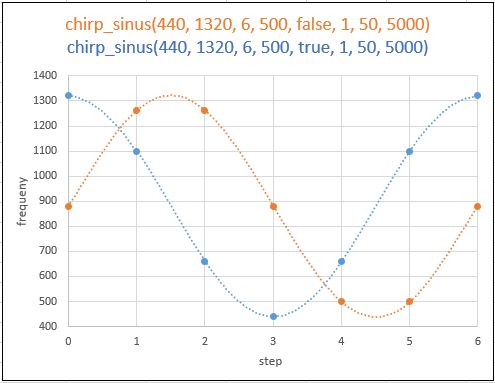 chirp_sinus(440, 1320, 6, 500, false, 1, 50, 5000)
chirp_sinus(440, 1320, 6, 500, true, 1, 50, 5000)
1400
1300
1200
1100
1000
900
800
700
600
500
400
frequeny
0 1 2 3 4 5 6
step